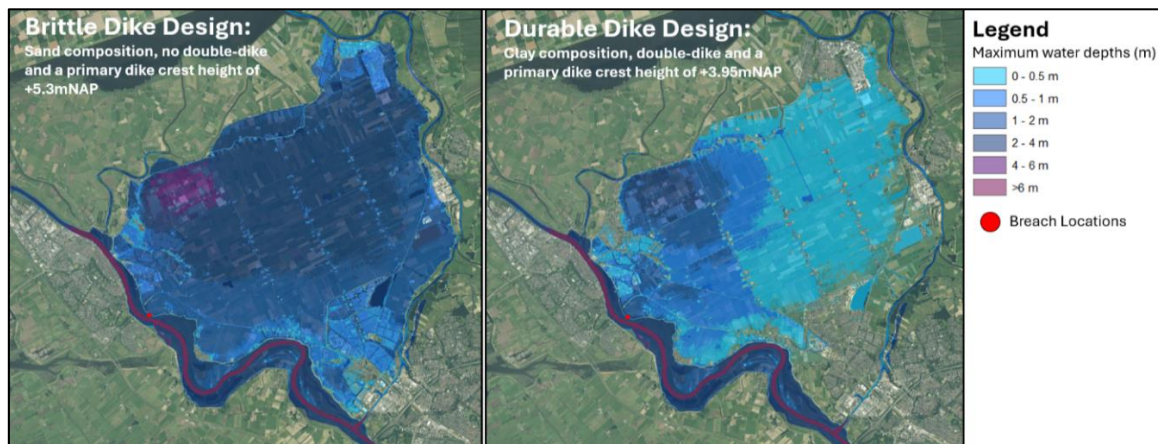 Brittle Dike Design:
Sand composition, no double-dike
and a primary dike crest height of
+5.3mNAP
Durable Dike Design:
Clay composition, double-dike and a
primary dike crest height of +3.95mNAP
Legend
Maximum water depths (m)
0 - 0.5 m
0.5 - 1 m
1 - 2 m
2 - 4 m
4 - 6 m
>6 m
Breach Locations